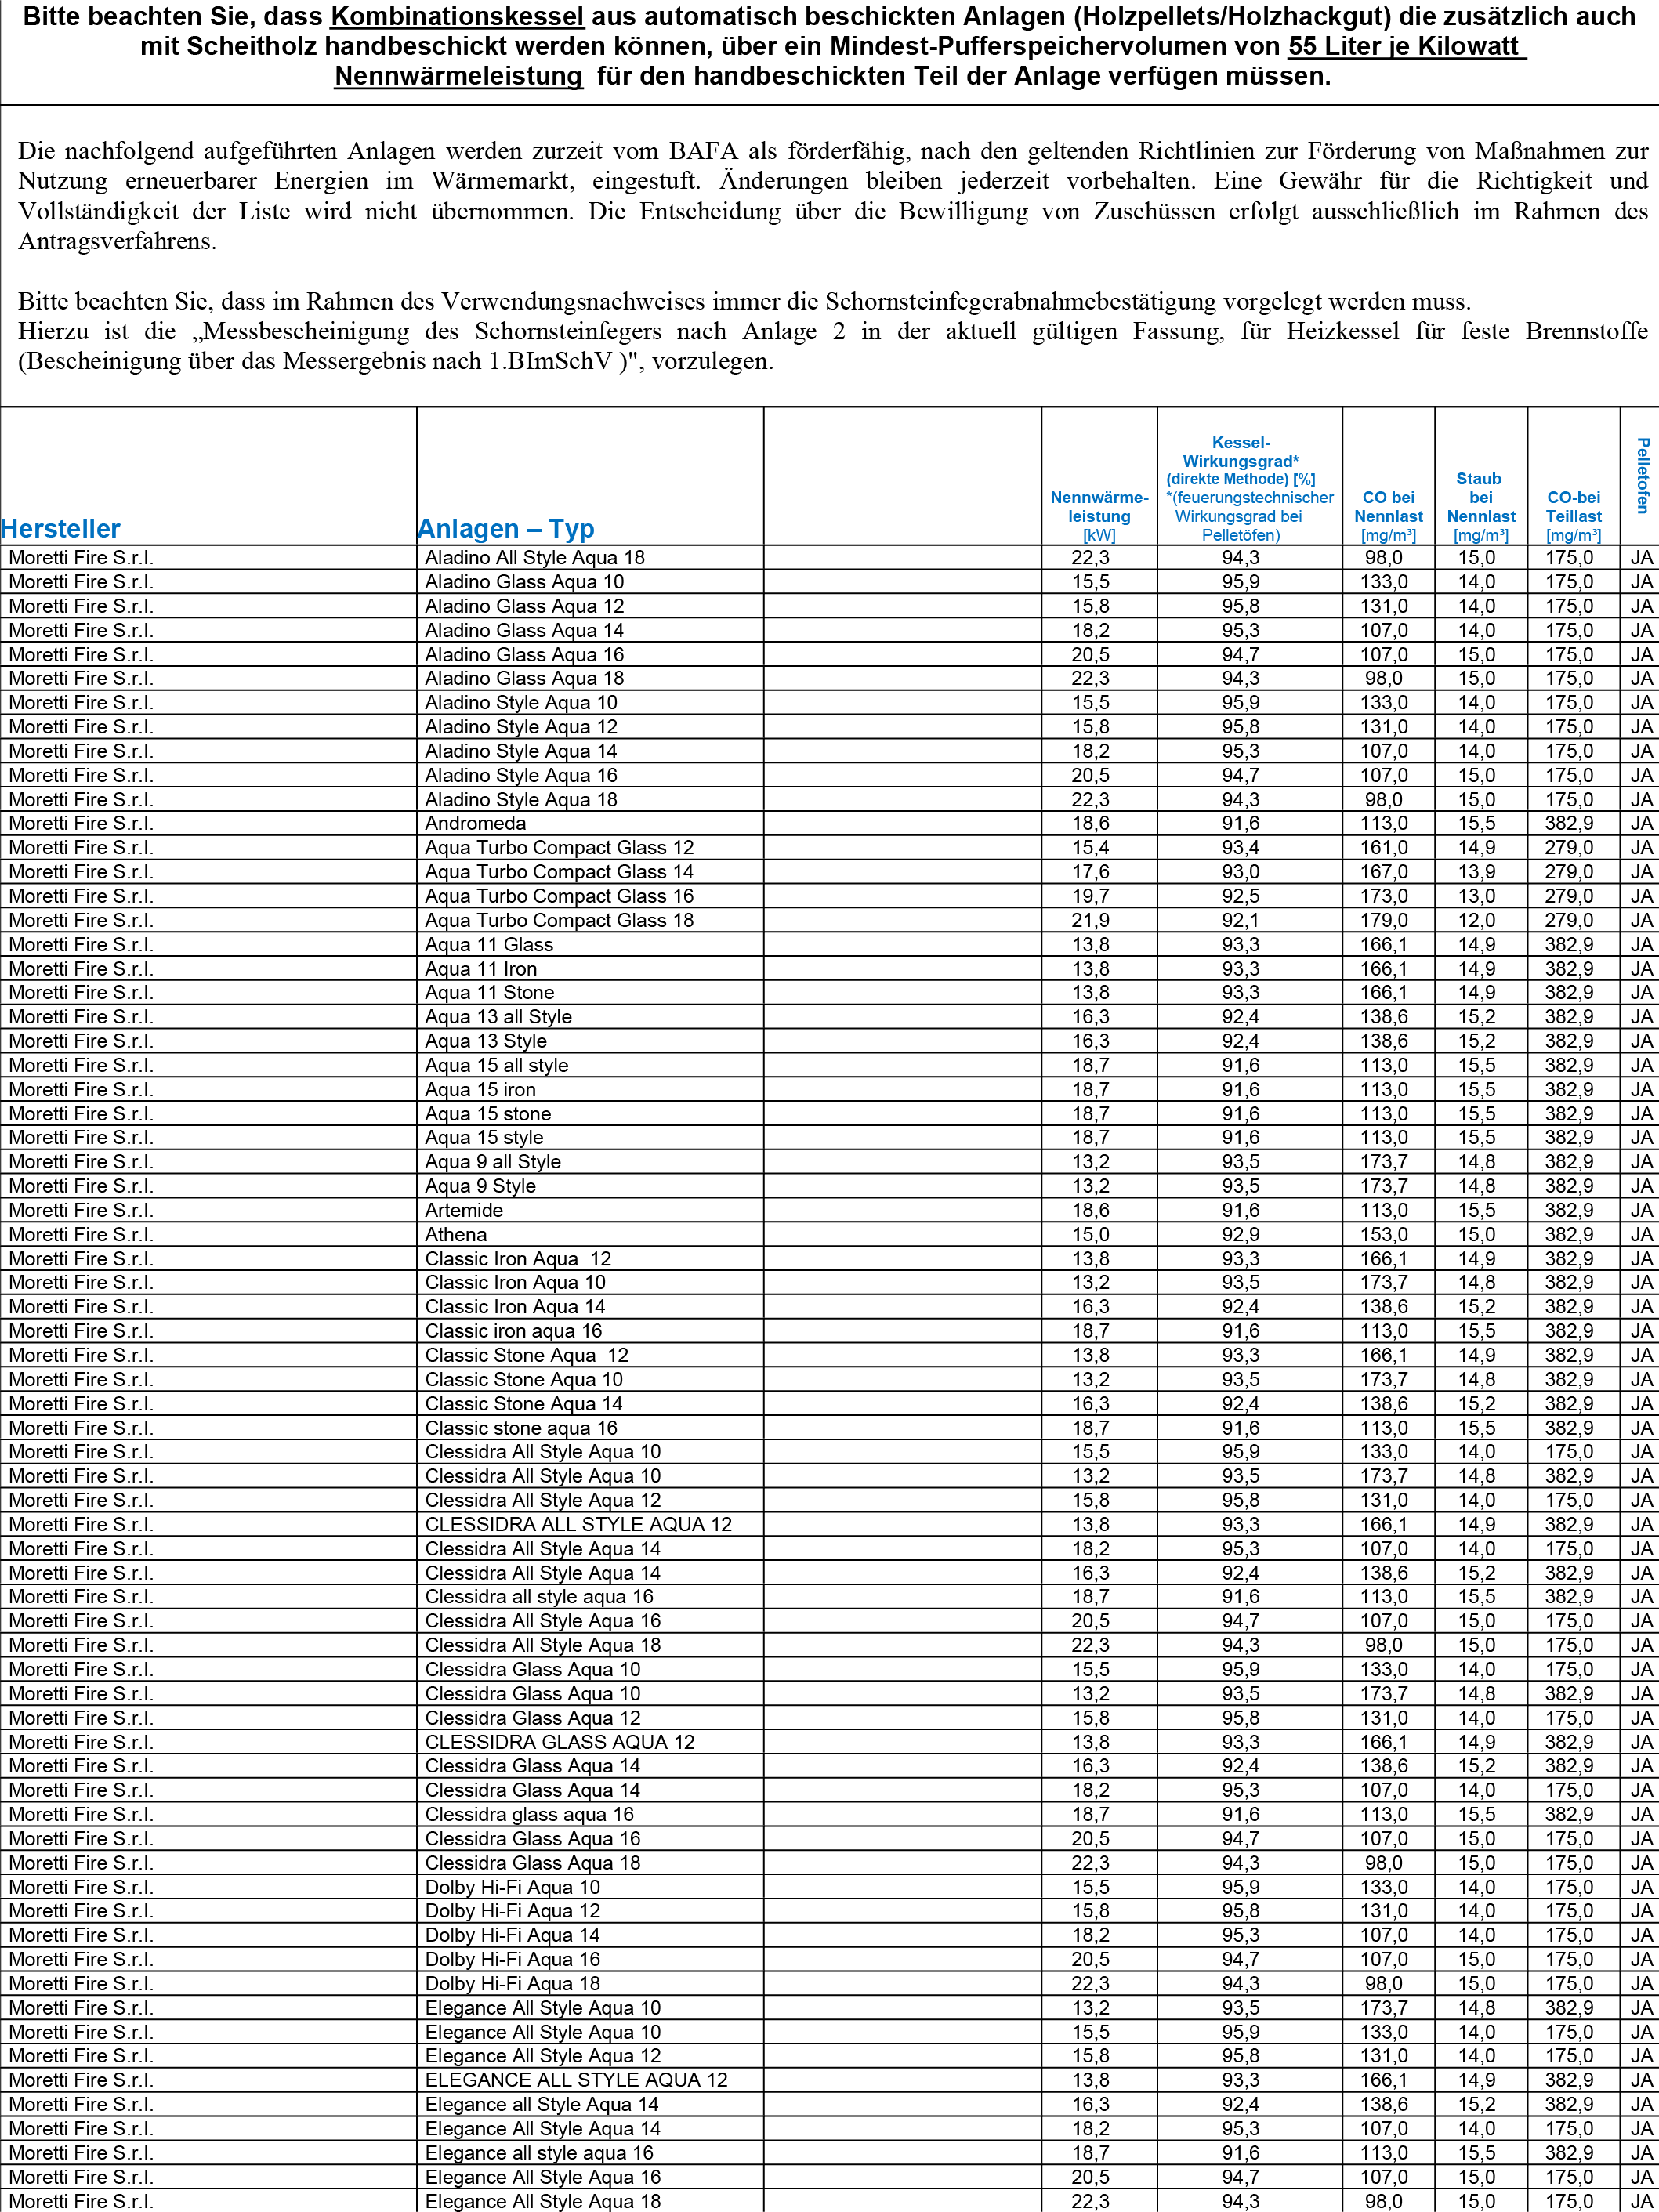 Bitte beachten Sie, dass Kombinationskessel aus automatisch beschickten Anlagen (Holzpellets/Holzhackgut) die zusätzlich auch
mit Scheitholz handbeschickt werden können, über ein Mindest-Pufferspeichervolumen von 55 Liter je Kilowatt
Nennwärmeleistung für den handbeschickten Teil der Anlage verfügen müssen.
Die nachfolgend aufgeführten Anlagen werden zurzeit vom BAFA als förderfähig, nach den geltenden Richtlinien zur Förderung von Maßnahmen zur
Nutzung erneuerbarer Energien im Wärmemarkt, eingestuft. Änderungen bleiben jederzeit vorbehalten. Eine Gewähr für die Richtigkeit und
Vollständigkeit der Liste wird nicht übernommen. Die Entscheidung über die Bewilligung von Zuschüssen erfolgt ausschließlich im Rahmen des
Antragsverfahrens.
Bitte beachten Sie, dass im Rahmen des Verwendungsnachweises immer die Schornsteinfegerabnahmebestätigung vorgelegt werden muss.
Hierzu ist die „Messbescheinigung des Schornsteinfegers nach Anlage 2 in der aktuell gültigen Fassung, für Heizkessel für feste Brennstoffe
(Bescheinigung über das Messergebnis nach 1.BImSchV )", vorzulegen.
Hersteller
Anlagen – Typ
Nennwärme-
leistung
[kW]
Kessel-
Wirkungsgrad*
(direkte Methode) [%]
*(feuerungstechnischer
Wirkungsgrad bei
Pelletöfen)
CO bei
Nennlast
[mg/m³]
Staub
bei
Nennlast
[mg/m³]
CO-bei
Teillast
[mg/m³]
Pelletofen
Moretti Fire S.r.l. Aladino All Style Aqua 18 22,3 94,3 98,0 15,0 175,0 JA
Moretti Fire S.r.l. Aladino Glass Aqua 10 15,5 95,9 133,0 14,0 175,0 JA
Moretti Fire S.r.l. Aladino Glass Aqua 12 15,8 95,8 131,0 14,0 175,0 JA
Moretti Fire S.r.l. Aladino Glass Aqua 14 18,2 95,3 107,0 14,0 175,0 JA
Moretti Fire S.r.l. Aladino Glass Aqua 16 20,5 94,7 107,0 15,0 175,0 JA
Moretti Fire S.r.l. Aladino Glass Aqua 18 22,3 94,3 98,0 15,0 175,0 JA
Moretti Fire S.r.l. Aladino Style Aqua 10 15,5 95,9 133,0 14,0 175,0 JA
Moretti Fire S.r.l. Aladino Style Aqua 12 15,8 95,8 131,0 14,0 175,0 JA
Moretti Fire S.r.l. Aladino Style Aqua 14 18,2 95,3 107,0 14,0 175,0 JA
Moretti Fire S.r.l. Aladino Style Aqua 16 20,5 94,7 107,0 15,0 175,0 JA
Moretti Fire S.r.l. Aladino Style Aqua 18 22,3 94,3 98,0 15,0 175,0 JA
Moretti Fire S.r.l. Andromeda 18,6 91,6 113,0 15,5 382,9 JA
Moretti Fire S.r.l. Aqua Turbo Compact Glass 12 15,4 93,4 161,0 14,9 279,0 JA
Moretti Fire S.r.l. Aqua Turbo Compact Glass 14 17,6 93,0 167,0 13,9 279,0 JA
Moretti Fire S.r.l. Aqua Turbo Compact Glass 16 19,7 92,5 173,0 13,0 279,0 JA
Moretti Fire S.r.l. Aqua Turbo Compact Glass 18 21,9 92,1 179,0 12,0 279,0 JA
Moretti Fire S.r.l. Aqua 11 Glass 13,8 93,3 166,1 14,9 382,9 JA
Moretti Fire S.r.l. Aqua 11 Iron 13,8 93,3 166,1 14,9 382,9 JA
Moretti Fire S.r.l. Aqua 11 Stone 13,8 93,3 166,1 14,9 382,9 JA
Moretti Fire S.r.l. Aqua 13 all Style 16,3 92,4 138,6 15,2 382,9 JA
Moretti Fire S.r.l. Aqua 13 Style 16,3 92,4 138,6 15,2 382,9 JA
Moretti Fire S.r.l. Aqua 15 all style 18,7 91,6 113,0 15,5 382,9 JA
Moretti Fire S.r.l. Aqua 15 iron 18,7 91,6 113,0 15,5 382,9 JA
Moretti Fire S.r.l. Aqua 15 stone 18,7 91,6 113,0 15,5 382,9 JA
Moretti Fire S.r.l. Aqua 15 style 18,7 91,6 113,0 15,5 382,9 JA
Moretti Fire S.r.l. Aqua 9 all Style 13,2 93,5 173,7 14,8 382,9 JA
Moretti Fire S.r.l. Aqua 9 Style 13,2 93,5 173,7 14,8 382,9 JA
Moretti Fire S.r.l. Artemide 18,6 91,6 113,0 15,5 382,9 JA
Moretti Fire S.r.l. Athena 15,0 92,9 153,0 15,0 382,9 JA
Moretti Fire S.r.l. Classic Iron Aqua  12 13,8 93,3 166,1 14,9 382,9 JA
Moretti Fire S.r.l. Classic Iron Aqua 10 13,2 93,5 173,7 14,8 382,9 JA
Moretti Fire S.r.l. Classic Iron Aqua 14 16,3 92,4 138,6 15,2 382,9 JA
Moretti Fire S.r.l. Classic iron aqua 16 18,7 91,6 113,0 15,5 382,9 JA
Moretti Fire S.r.l. Classic Stone Aqua  12 13,8 93,3 166,1 14,9 382,9 JA
Moretti Fire S.r.l. Classic Stone Aqua 10 13,2 93,5 173,7 14,8 382,9 JA
Moretti Fire S.r.l. Classic Stone Aqua 14 16,3 92,4 138,6 15,2 382,9 JA
Moretti Fire S.r.l. Classic stone aqua 16 18,7 91,6 113,0 15,5 382,9 JA
Moretti Fire S.r.l. Clessidra All Style Aqua 10 15,5 95,9 133,0 14,0 175,0 JA
Moretti Fire S.r.l. Clessidra All Style Aqua 10 13,2 93,5 173,7 14,8 382,9 JA
Moretti Fire S.r.l. Clessidra All Style Aqua 12 15,8 95,8 131,0 14,0 175,0 JA
Moretti Fire S.r.l. CLESSIDRA ALL STYLE AQUA 12 13,8 93,3 166,1 14,9 382,9 JA
Moretti Fire S.r.l. Clessidra All Style Aqua 14 18,2 95,3 107,0 14,0 175,0 JA
Moretti Fire S.r.l. Clessidra All Style Aqua 14 16,3 92,4 138,6 15,2 382,9 JA
Moretti Fire S.r.l. Clessidra all style aqua 16 18,7 91,6 113,0 15,5 382,9 JA
Moretti Fire S.r.l. Clessidra All Style Aqua 16 20,5 94,7 107,0 15,0 175,0 JA
Moretti Fire S.r.l. Clessidra All Style Aqua 18 22,3 94,3 98,0 15,0 175,0 JA
Moretti Fire S.r.l. Clessidra Glass Aqua 10 15,5 95,9 133,0 14,0 175,0 JA
Moretti Fire S.r.l. Clessidra Glass Aqua 10 13,2 93,5 173,7 14,8 382,9 JA
Moretti Fire S.r.l. Clessidra Glass Aqua 12 15,8 95,8 131,0 14,0 175,0 JA
Moretti Fire S.r.l. CLESSIDRA GLASS AQUA 12 13,8 93,3 166,1 14,9 382,9 JA
Moretti Fire S.r.l. Clessidra Glass Aqua 14 16,3 92,4 138,6 15,2 382,9 JA
Moretti Fire S.r.l. Clessidra Glass Aqua 14 18,2 95,3 107,0 14,0 175,0 JA
Moretti Fire S.r.l. Clessidra glass aqua 16 18,7 91,6 113,0 15,5 382,9 JA
Moretti Fire S.r.l. Clessidra Glass Aqua 16 20,5 94,7 107,0 15,0 175,0 JA
Moretti Fire S.r.l. Clessidra Glass Aqua 18 22,3 94,3 98,0 15,0 175,0 JA
Moretti Fire S.r.l. Dolby Hi-Fi Aqua 10 15,5 95,9 133,0 14,0 175,0 JA
Moretti Fire S.r.l. Dolby Hi-Fi Aqua 12 15,8 95,8 131,0 14,0 175,0 JA
Moretti Fire S.r.l. Dolby Hi-Fi Aqua 14 18,2 95,3 107,0 14,0 175,0 JA
Moretti Fire S.r.l. Dolby Hi-Fi Aqua 16 20,5 94,7 107,0 15,0 175,0 JA
Moretti Fire S.r.l. Dolby Hi-Fi Aqua 18 22,3 94,3 98,0 15,0 175,0 JA
Moretti Fire S.r.l. Elegance All Style Aqua 10 13,2 93,5 173,7 14,8 382,9 JA
Moretti Fire S.r.l. Elegance All Style Aqua 10 15,5 95,9 133,0 14,0 175,0 JA
Moretti Fire S.r.l. Elegance All Style Aqua 12 15,8 95,8 131,0 14,0 175,0 JA
Moretti Fire S.r.l. ELEGANCE ALL STYLE AQUA 12 13,8 93,3 166,1 14,9 382,9 JA
Moretti Fire S.r.l. Elegance all Style Aqua 14 16,3 92,4 138,6 15,2 382,9 JA
Moretti Fire S.r.l. Elegance All Style Aqua 14 18,2 95,3 107,0 14,0 175,0 JA
Moretti Fire S.r.l. Elegance all style aqua 16 18,7 91,6 113,0 15,5 382,9 JA
Moretti Fire S.r.l. Elegance All Style Aqua 16 20,5 94,7 107,0 15,0 175,0 JA
Moretti Fire S.r.l. Elegance All Style Aqua 18 22,3 94,3 98,0 15,0 175,0 JA